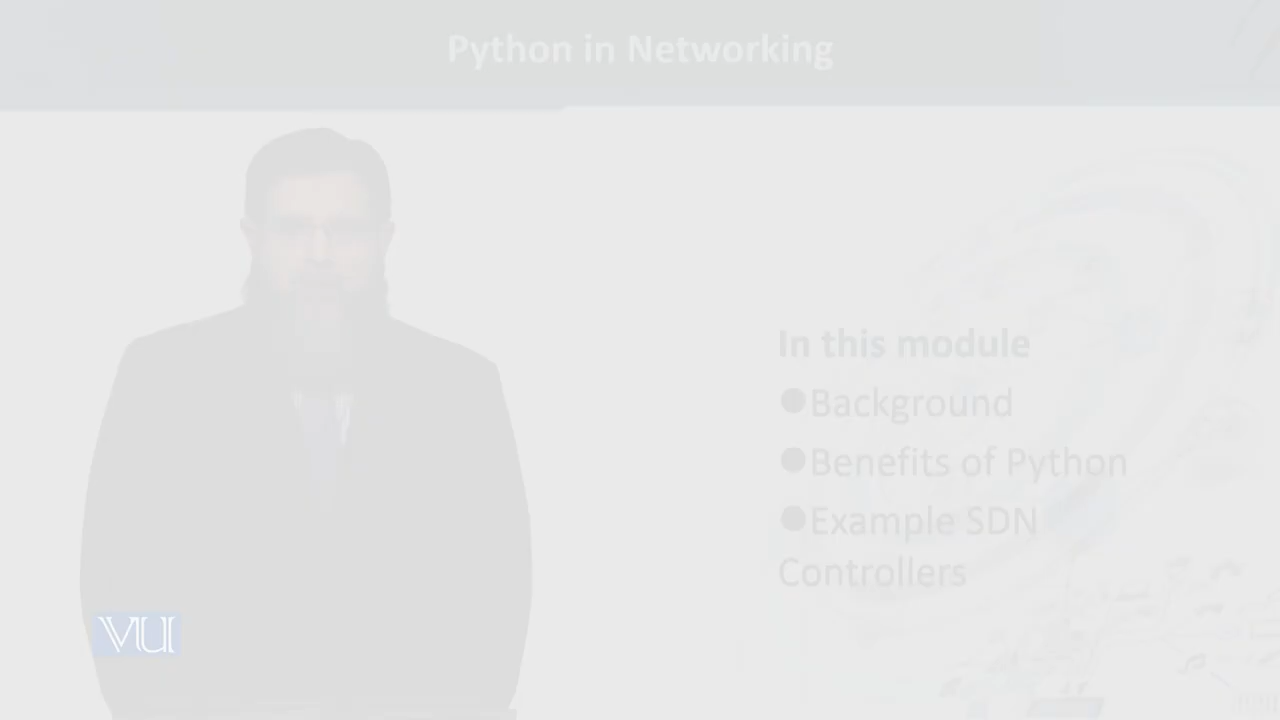 Python in Networking
In this module
●Background
●Benefits of Python
●Example SDN
Controllers
VU